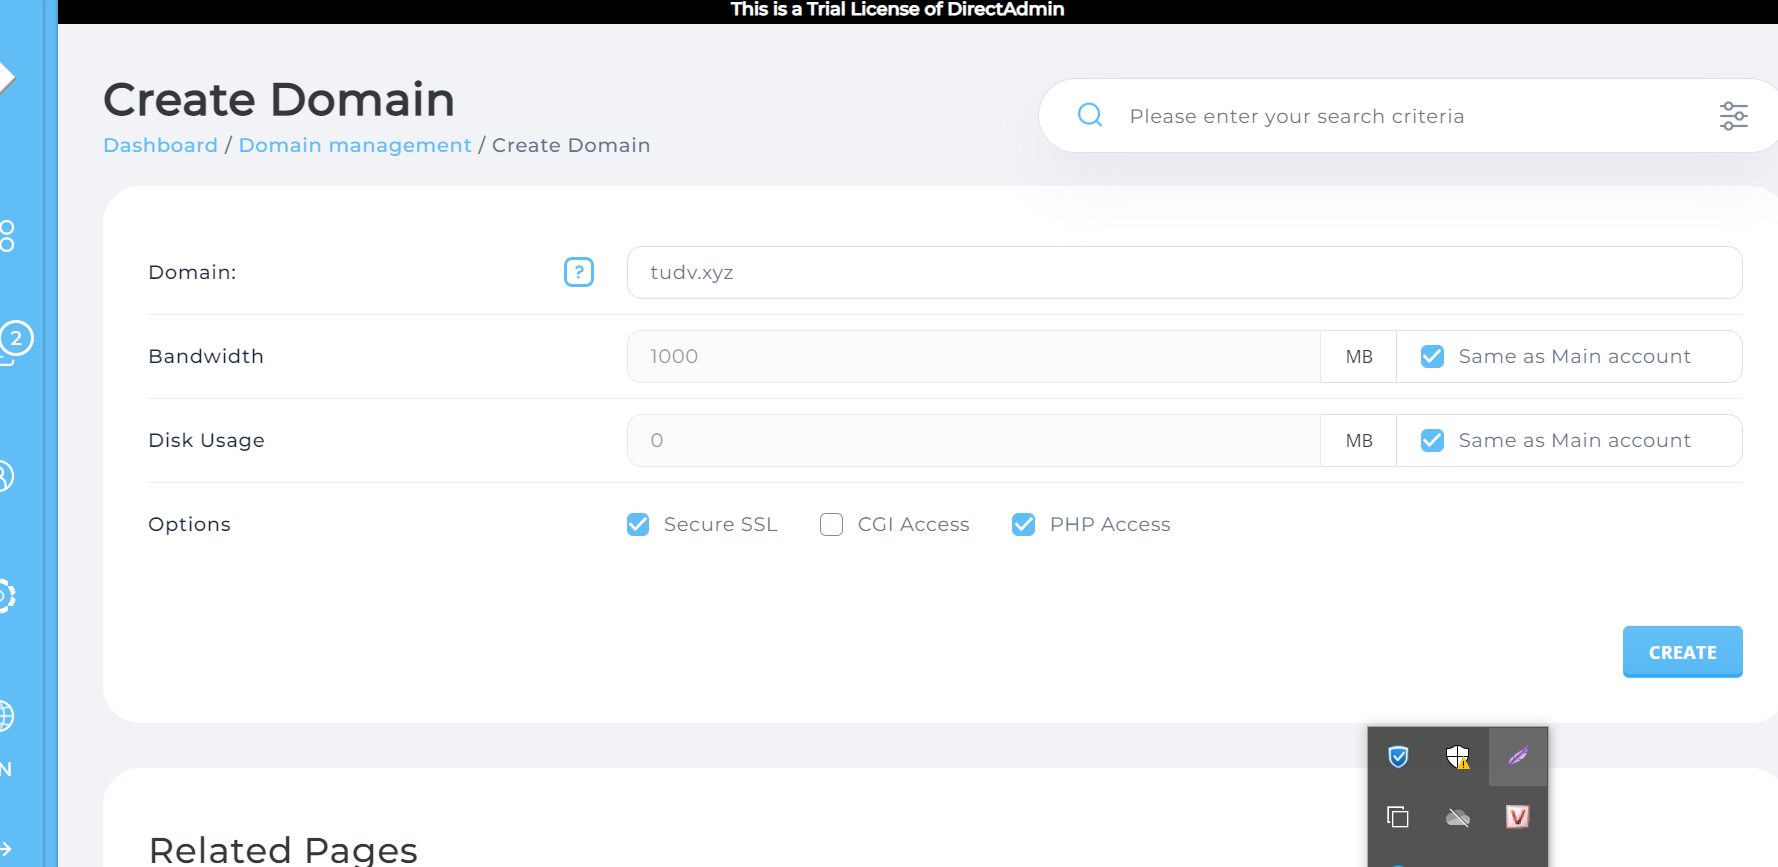 This is a Trial License of DirectAdmin
Create Domain
Dashboard / Domain management / Create Domain
Please enter your search criteria
Domain:
?
tudv.xyz
Bandwidth
1000
MB
Same as Main account
Disk Usage
0
MB
Same as Main account
Options
Secure SSL
CGI Access
PHP Access
CREATE
Related Pages
2
N
V